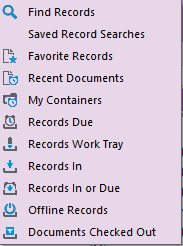 Find Records
Saved Record Searches
Favorite Records
Recent Documents
My Containers
Records Due
Records Work Tray
Records In
Records In or Due
Offline Records
Documents Checked Out